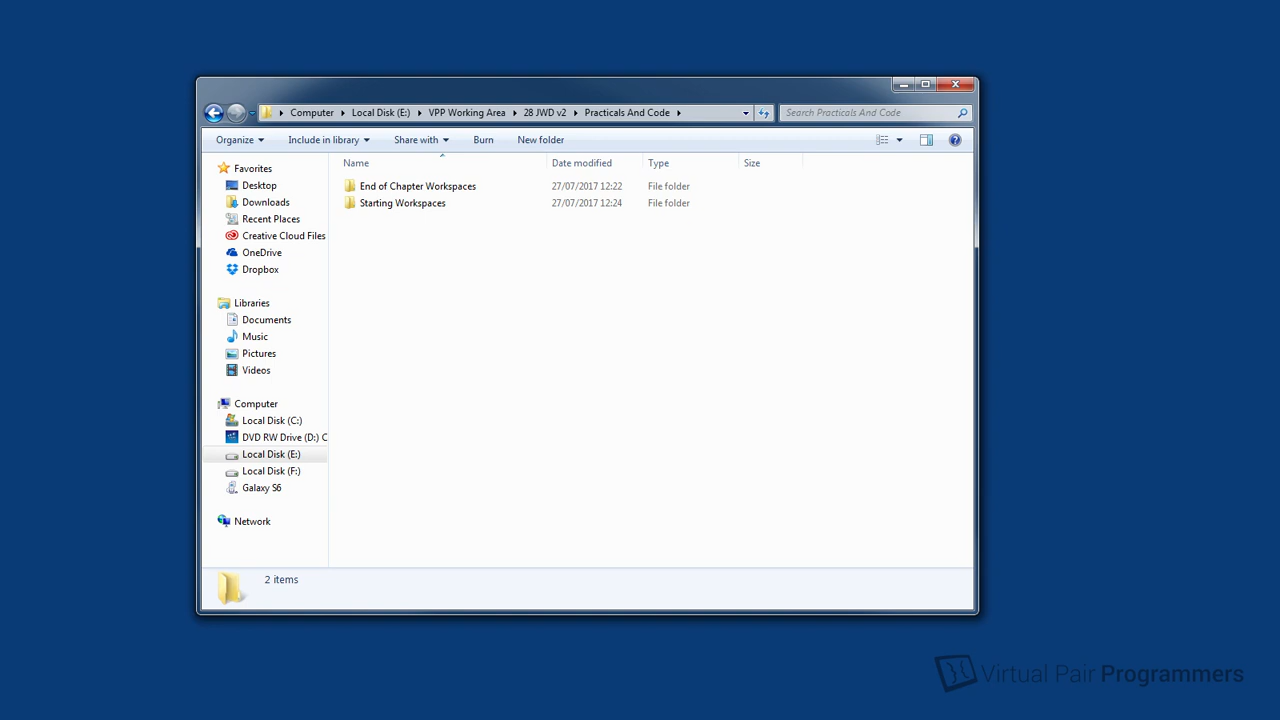 Computer Local Disk (E:) VPP Working Area 28 JWD v2 Practicals And Code Search Practicals And Code
Organize Include in library Share with Burn New folder
Name Date modified Type Size
End of Chapter Workspaces 27/07/2017 12:22 File folder
Starting Workspaces 27/07/2017 12:24 File folder
Favorites
Desktop
Downloads
Recent Places
Creative Cloud Files
OneDrive
Dropbox
Libraries
Documents
Music
Pictures
Videos
Computer
Local Disk (C:)
DVD RW Drive (D:) C
Local Disk (E:)
Local Disk (F:)
Galaxy S6
Network
2 items
Virtual Pair Programmers